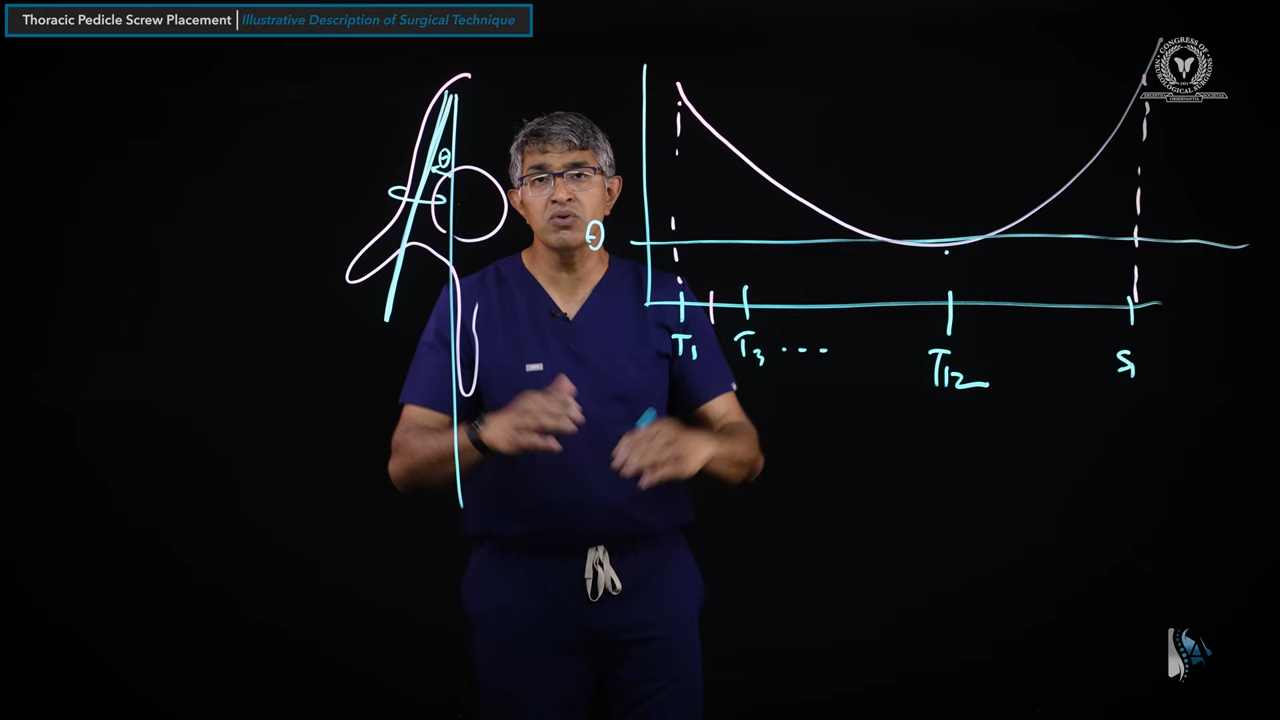 Thoracic Pedicle Screw Placement | Illustrative Description of Surgical Technique
CONGRESS OF NEUROLOGICAL SURGEONS
θ
θ
T1 T3 ...
T12
S1